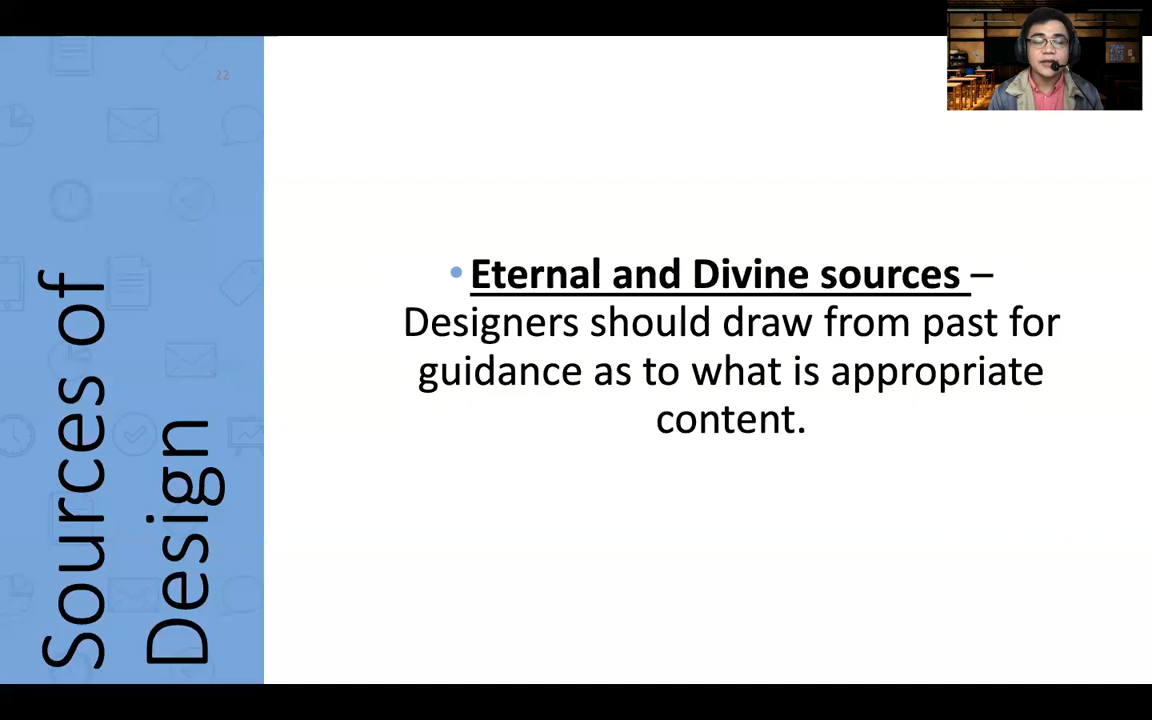 22
Sources of
Design
• Eternal and Divine sources –
Designers should draw from past for
guidance as to what is appropriate
content.